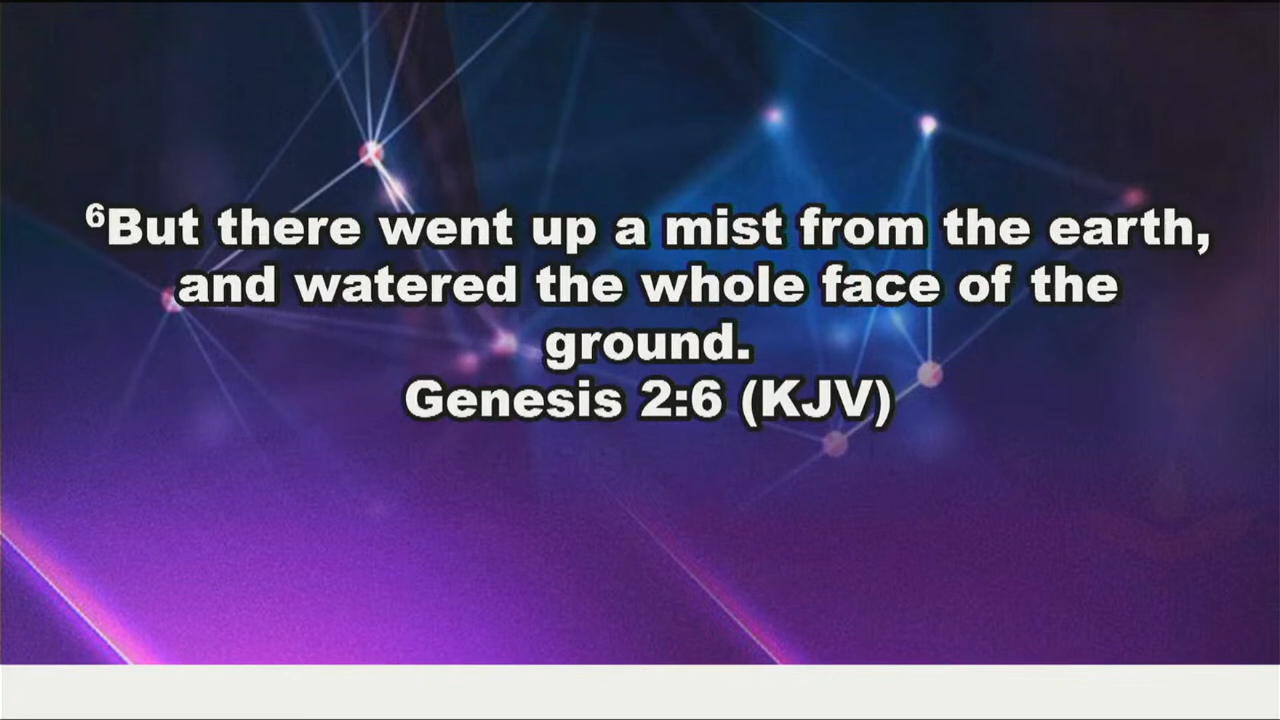 ⁶But there went up a mist from the earth,
and watered the whole face of the
ground.
Genesis 2:6 (KJV)